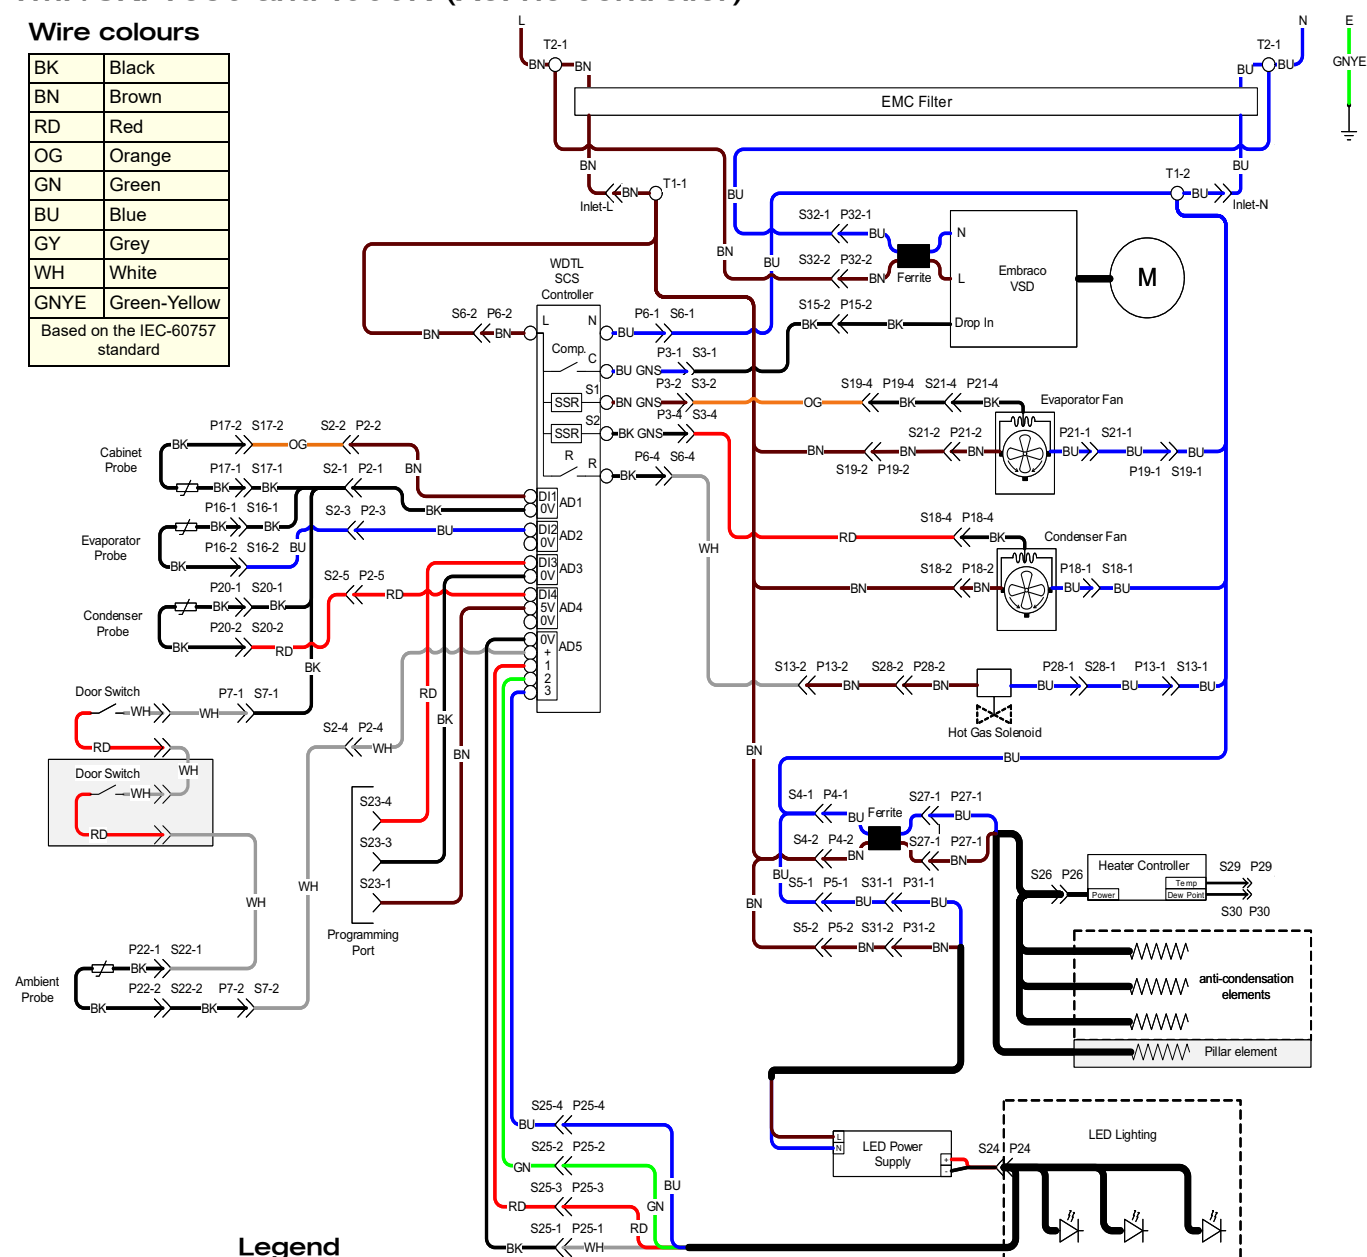 Wire colours
BK Black
BN Brown
RD Red
OG Orange
GN Green
BU Blue
GY Grey
WH White
GNYE Green-Yellow
Based on the IEC-60757
standard
L
N
E
T2-1
T2-1
BN
BN
BU
BU
GNYE
EMC Filter
BN
BU
T1-1
T1-2
BN
BU
BU
Inlet-L
Inlet-N
S32-1 P32-1
BU
N
S32-2 P32-2
BN
L
Ferrite
BN
BU
Embraco
VSD
M
S15-2 P15-2
BK
BK
Drop In
WDTL
SCS
Controller
S6-2 P6-2
BN
BN
L
N
P6-1 S6-1
BU
Comp.
C
P3-1 S3-1
BU GNS
S1
SSR
P3-2 S3-2
BN GNS
OG
S2
SSR
P3-4 S3-4
BK GNS
R
R
P6-4 S6-4
BK
S19-4 P19-4 S21-4 P21-4
BK
BK
Evaporator Fan
S21-2 P21-2
BN
BN
BN
S19-2 P19-2
P21-1 S21-1
BU
BU
BU
P19-1 S19-1
P17-2 S17-2 S2-2 P2-2
BK
OG
BN
Cabinet
Probe
P17-1 S17-1 S2-1 P2-1
BK
BK
BK
P16-1 S16-1
BK
BK
S2-3 P2-3
BU
P16-2 S16-2
BU
BK
Evaporator
Probe
P20-1 S20-1
BK
BK
S2-5 P2-5
RD
P20-2 S20-2
BK
RD
Condenser
Probe
BK
DI1
0V
AD1
DI2
0V
AD2
DI3
0V
AD3
DI4
5V
0V
AD4
0V
+
1
2
3
AD5
WH
S18-4 P18-4
RD
BK
Condenser Fan
S18-2 P18-2
BN
BN
P18-1 S18-1
BU
BU
S13-2 P13-2 S28-2 P28-2
BN
BN
P28-1 S28-1 P13-1 S13-1
BU
BU
BU
Hot Gas Solenoid
BU
BN
Door Switch
P7-1 S7-1
WH
WH
RD
WH
Door Switch
WH
RD
WH
S2-4 P2-4
WH
WH
RD
BK
BN
S23-4
S23-3
S23-1
Programming
Port
P22-1 S22-1
BK
Ambient
Probe
P22-2 S22-2 P7-2 S7-2
BK
BK
S4-1 P4-1
BU
Ferrite
S27-1 P27-1
BU
S4-2 P4-2
BN
S27-1 P27-1
BN
BU
S5-1 P5-1 S31-1 P31-1
BU
BU
BN
S5-2 P5-2 S31-2 P31-2
BN
BN
S26 P26
Heater Controller
Power
Temp
Dew Point
S29 P29
S30 P30
anti-condensation
elements
Pillar element
S25-4 P25-4
BU
S25-2 P25-2
GN
S25-3 P25-3
RD
S25-1 P25-1
BK
WH
BU
GN
RD
L
N
LED Power
Supply
+
-
S24 P24
LED Lighting
Legend